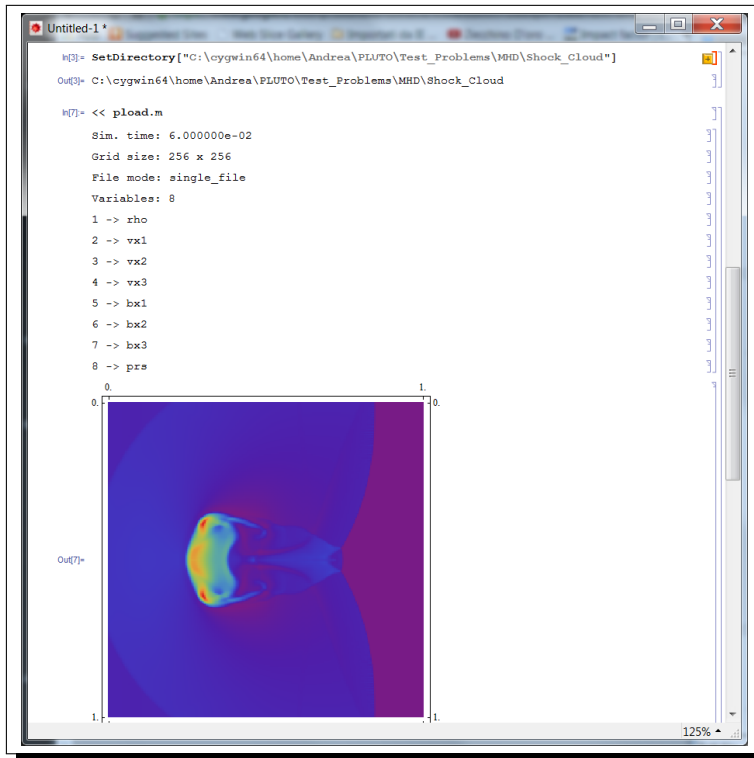 Untitled-1 *
In[3]:= SetDirectory["C:\cygwin64\home\Andrea\PLUTO\Test_Problems\MHD\Shock_Cloud"]
Out[3]= C:\cygwin64\home\Andrea\PLUTO\Test_Problems\MHD\Shock_Cloud
In[7]:= << pload.m
Sim. time: 6.000000e-02
Grid size: 256 x 256
File mode: single_file
Variables: 8
1 -> rho
2 -> vx1
3 -> vx2
4 -> vx3
5 -> bx1
6 -> bx2
7 -> bx3
8 -> prs
0. 1.
0. 0.
Out[7]=
1. 1.
125%